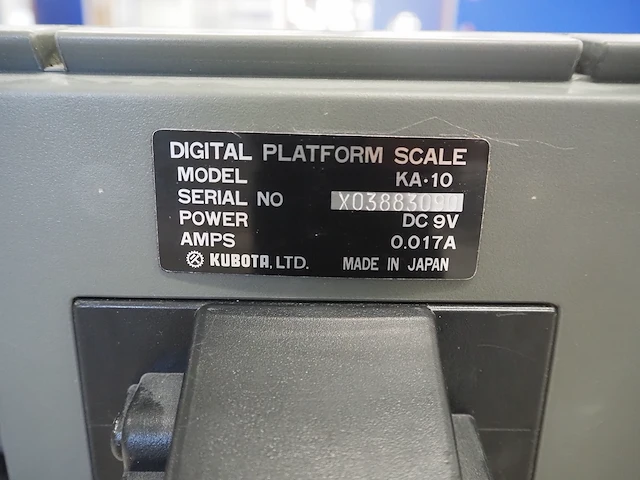 DIGITAL PLATFORM SCALE
MODEL KA·10
SERIAL NO
POWER DC 9V
AMPS 0.017A
KUBOTA, LTD. MADE IN JAPAN